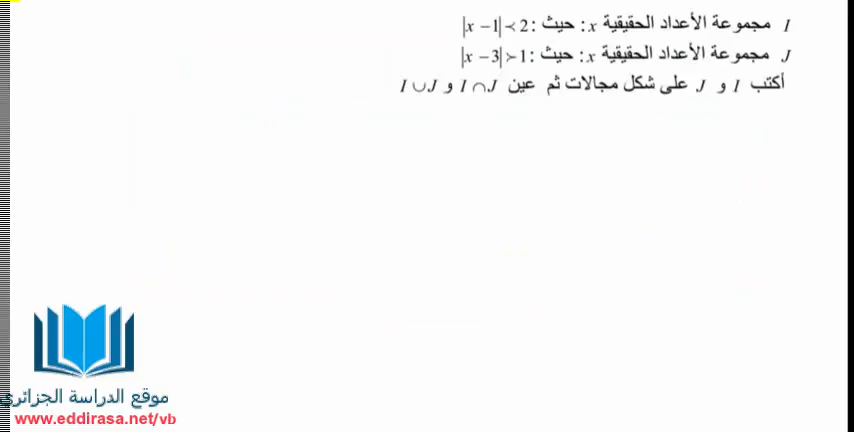 I مجموعة الأعداد الحقيقية x : حيث : |x −1| ≺ 2
J مجموعة الأعداد الحقيقية x : حيث : |x −3| ≻ 1
أكتب I و J على شكل مجالات ثم عين I ∩ J و I ∪ J
موقع الدراسة الجزائري
www.eddirasa.net/vb